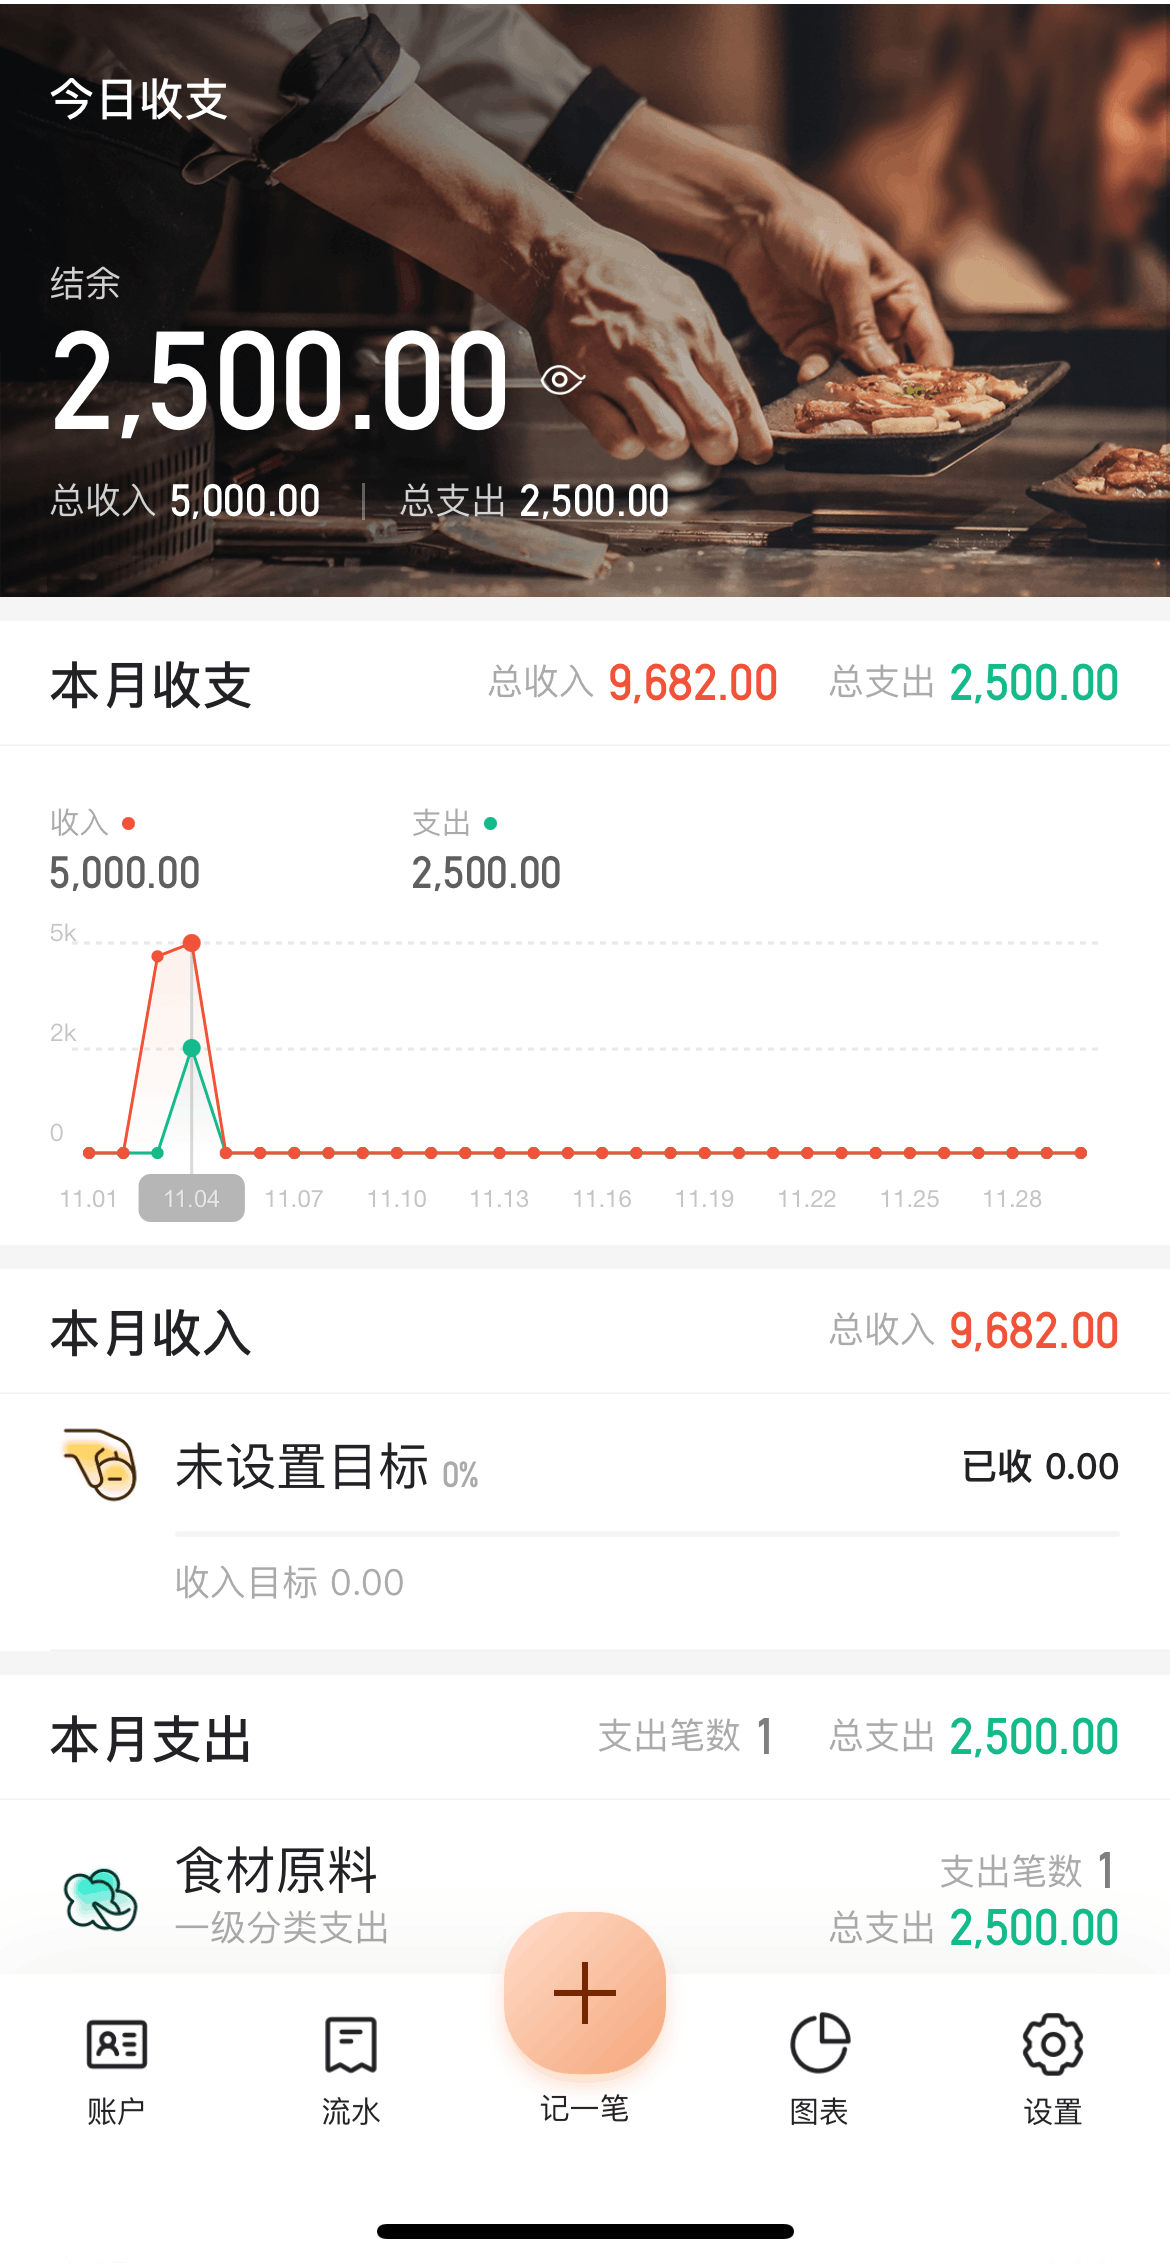 今日收支
结余
2,500.00
总收入 5,000.00 | 总支出 2,500.00
本月收支 总收入 9,682.00 总支出 2,500.00
收入 支出
5,000.00 2,500.00
5k
2k
0
11.01 11.04 11.07 11.10 11.13 11.16 11.19 11.22 11.25 11.28
本月收入 总收入 9,682.00
未设置目标 0% 已收 0.00
收入目标 0.00
本月支出 支出笔数 1 总支出 2,500.00
食材原料 支出笔数 1
一级分类支出 总支出 2,500.00
账户 流水 记一笔 图表 设置